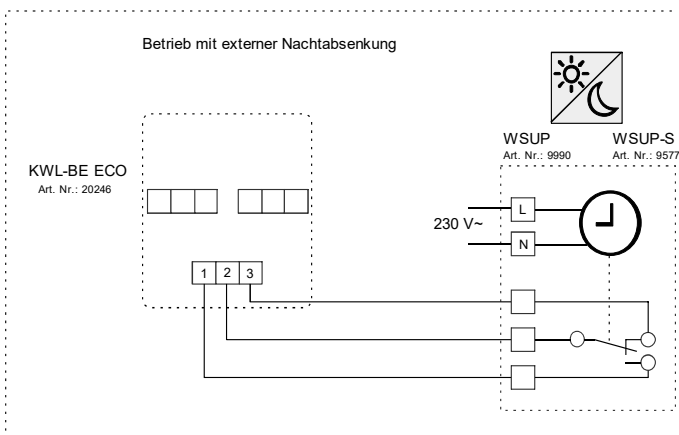 Betrieb mit externer Nachtabsenkung
WSUP WSUP-S
Art. Nr.: 9990 Art. Nr.: 9577
KWL-BE ECO
Art. Nr.: 20246
230 V~
L
N
1 2 3